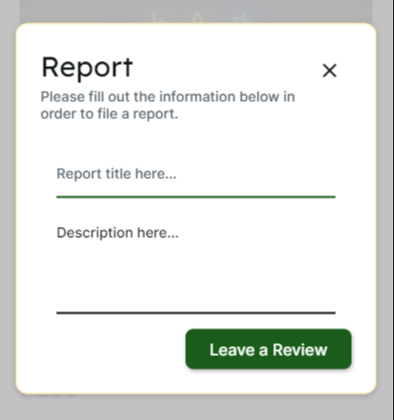 Report
Please fill out the information below in
order to file a report.
Report title here...
Description here...
Leave a Review